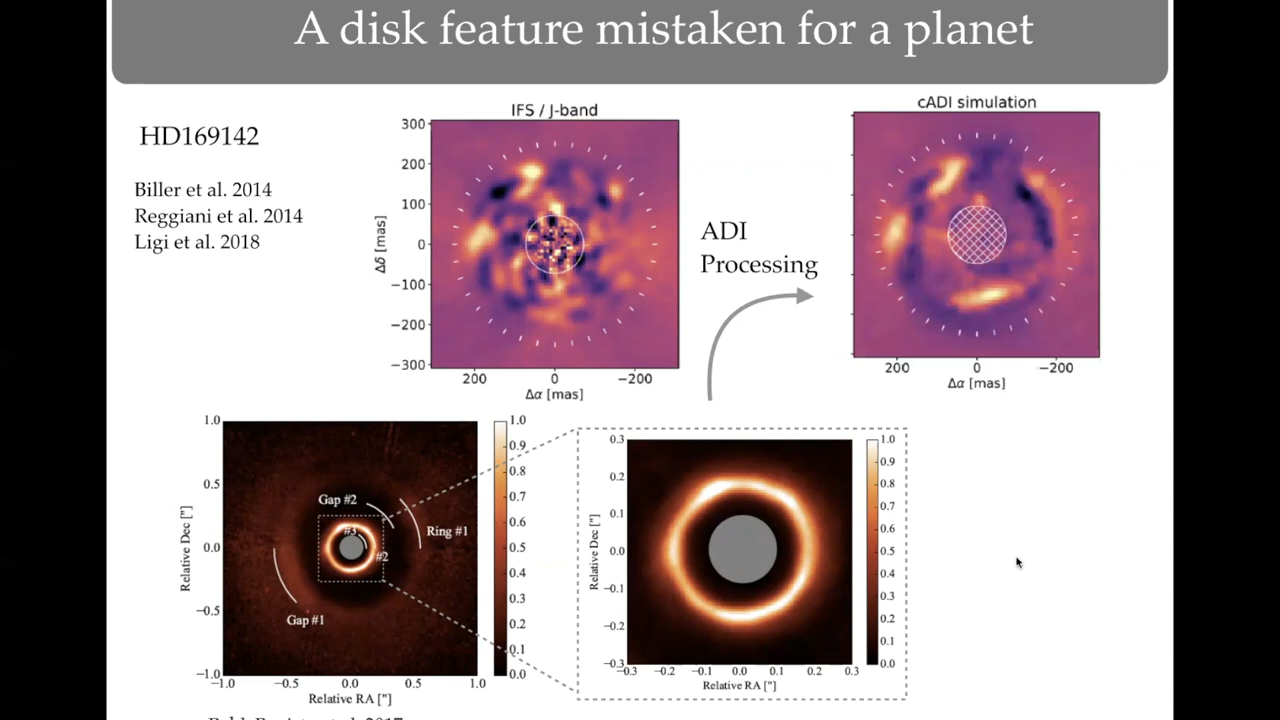 A disk feature mistaken for a planet
HD169142
Biller et al. 2014
Reggiani et al. 2014
Ligi et al. 2018
IFS / J-band
300
200
100
0
−100
−200
−300
Δδ [mas]
200 0 −200
Δα [mas]
ADI
Processing
cADI simulation
200 0 −200
Δα [mas]
1.0
0.5
0.0
−0.5
−1.0
Relative Dec ["]
−1.0 −0.5 0.0 0.5 1.0
Relative RA ["]
Gap #2
Ring #1
#3
#2
Gap #1
1.0
0.9
0.8
0.7
0.6
0.5
0.4
0.3
0.2
0.1
0.0
0.3
0.2
0.1
0.0
−0.1
−0.2
−0.3
Relative Dec ["]
−0.3 −0.2 −0.1 0.0 0.1 0.2 0.3
Relative RA ["]
1.0
0.9
0.8
0.7
0.6
0.5
0.4
0.3
0.2
0.1
0.0